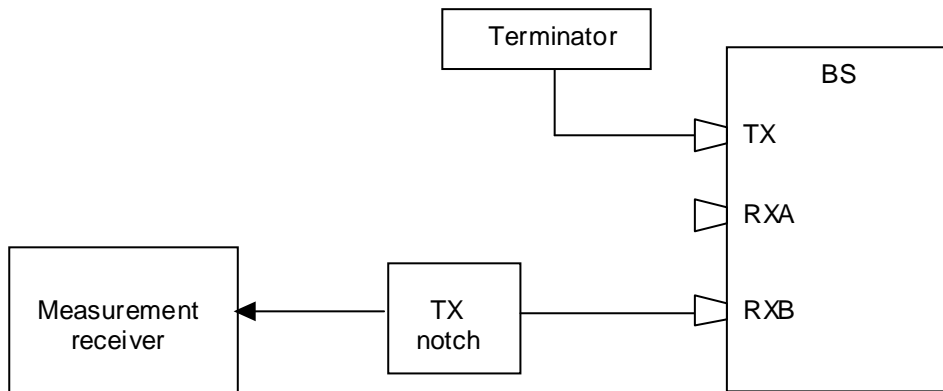 Terminator
BS
TX
RXA
Measurement
receiver
TX
notch
RXB